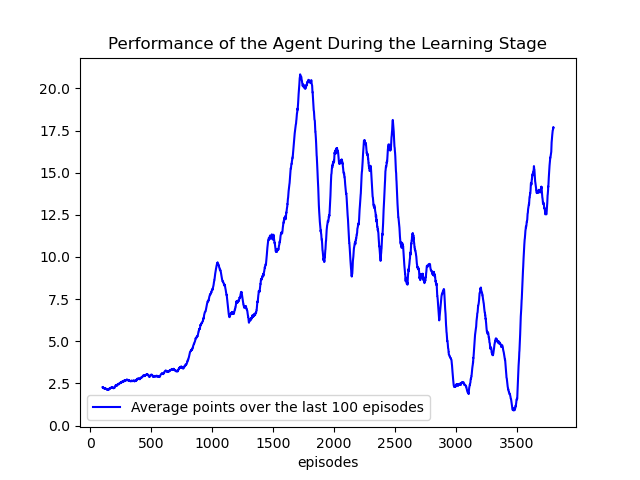 Performance of the Agent During the Learning Stage
20.0
17.5
15.0
12.5
10.0
7.5
5.0
2.5
0.0
Average points over the last 100 episodes
0 500 1000 1500 2000 2500 3000 3500
episodes